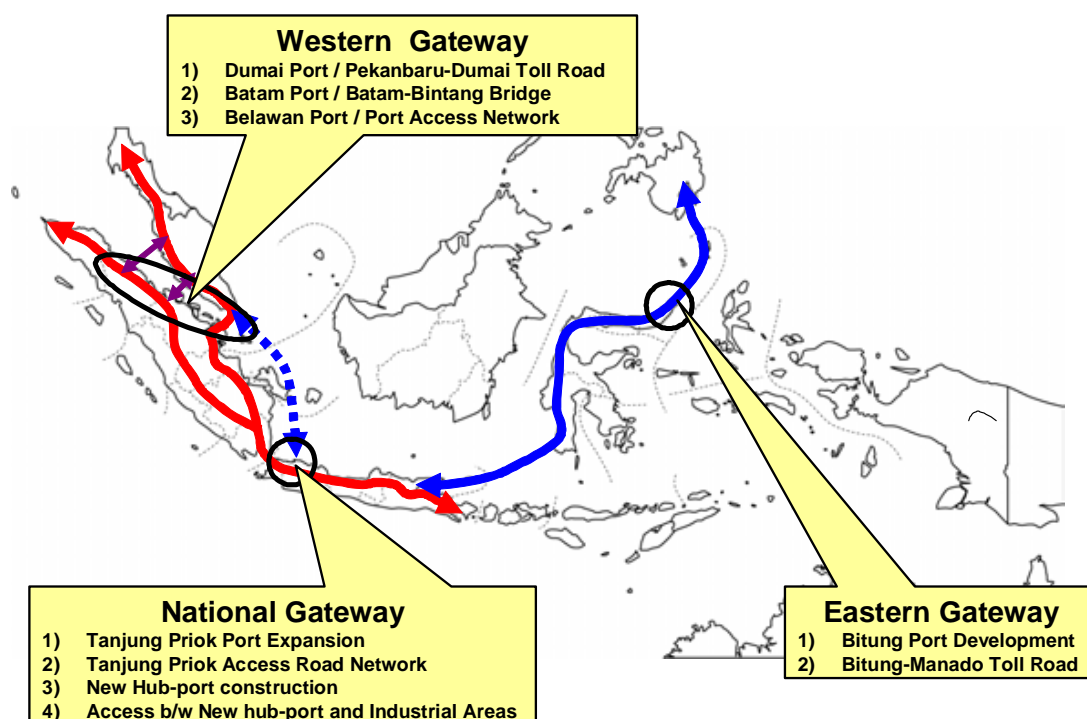 Western Gateway
1) Dumai Port / Pekanbaru-Dumai Toll Road
2) Batam Port / Batam-Bintang Bridge
3) Belawan Port / Port Access Network
National Gateway
1) Tanjung Priok Port Expansion
2) Tanjung Priok Access Road Network
3) New Hub-port construction
4) Access b/w New hub-port and Industrial Areas
Eastern Gateway
1) Bitung Port Development
2) Bitung-Manado Toll Road